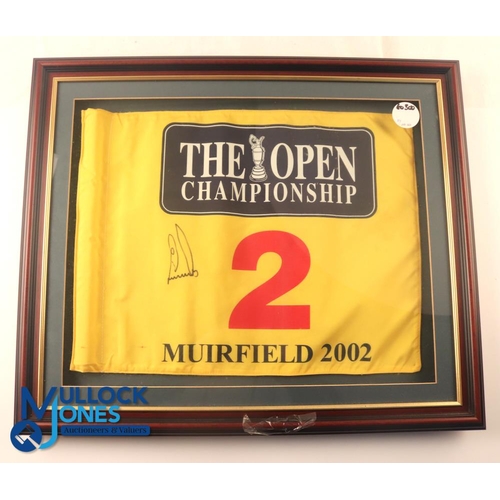 THE OPEN
CHAMPIONSHIP
2
MUIRFIELD 2002
MULLOCK
JONES
Auctioneers & Valuers